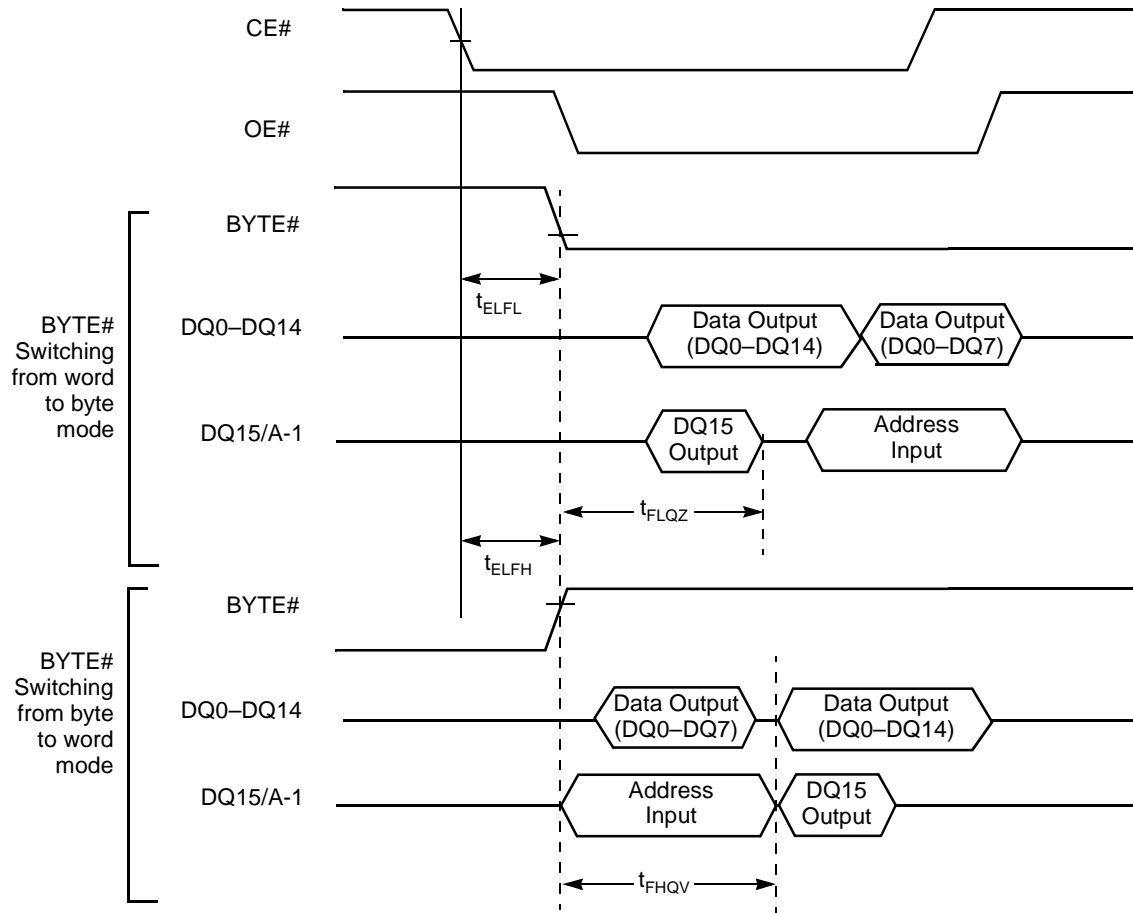 CE#
OE#
BYTE#
tELFL
BYTE#
Switching
from word
to byte
mode
DQ0–DQ14
Data Output
(DQ0–DQ14)
Data Output
(DQ0–DQ7)
DQ15/A-1
DQ15
Output
Address
Input
tFLQZ
tELFH
BYTE#
BYTE#
Switching
from byte
to word
mode
DQ0–DQ14
Data Output
(DQ0–DQ7)
Data Output
(DQ0–DQ14)
DQ15/A-1
Address
Input
DQ15
Output
tFHQV